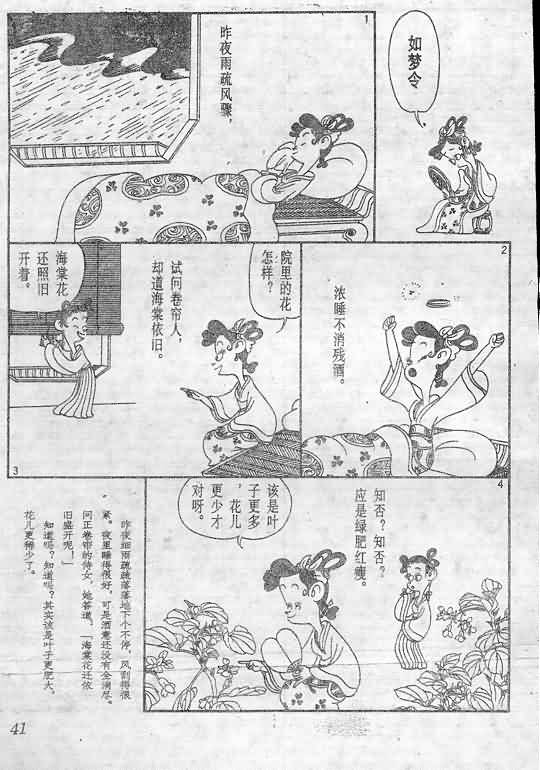 如梦令
1
昨夜雨疏风骤，
2
浓睡不消残酒。
院里的花
怎样？
试问卷帘人，
却道海棠依旧。
海棠花
还照旧
开着。
3
4
知否？知否？
应是绿肥红瘦。
该是叶
子更多
，花儿
更少才
对呀。
昨夜细雨疏疏落落地下个不停，风刮得很
紧。夜里睡得很好，可是酒意还没有全消尽。
问正卷帘的侍女，她答道，「海棠花还依
旧盛开呢！」
知道吗？知道吗？其实该是叶子更肥大，
花儿更稀少了。
41